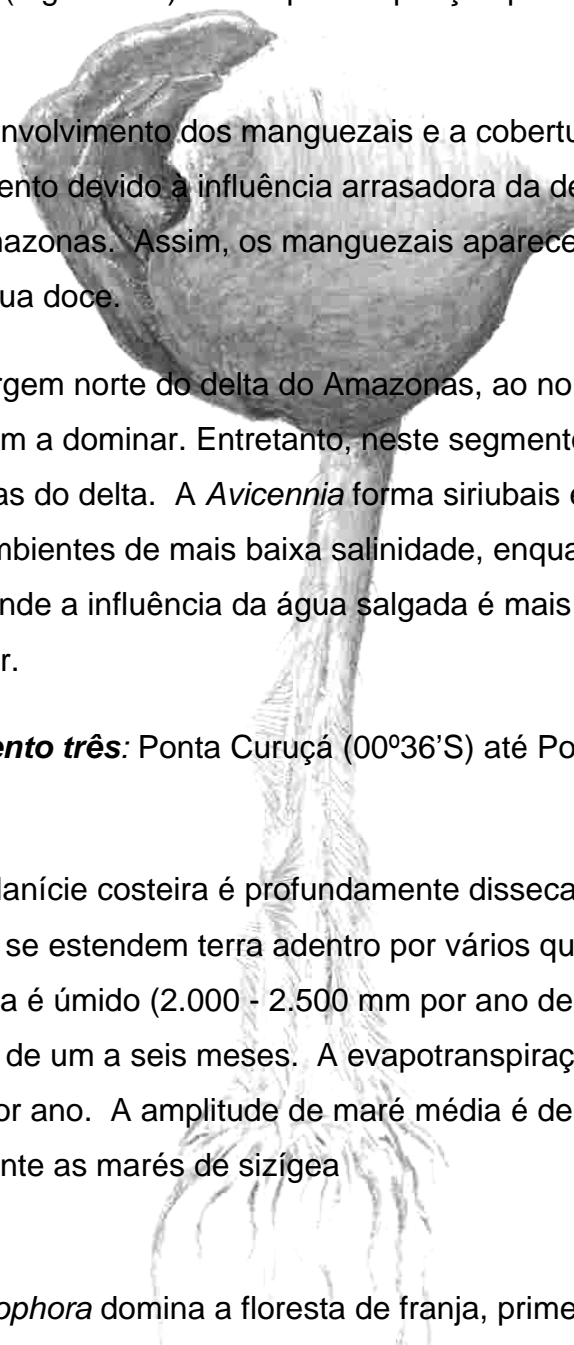 envolvimento dos manguezais e a cobertu
ento devido à influência arrasadora da de
nazonas. Assim, os manguezais aparece
ua doce.
rgem norte do delta do Amazonas, ao no
m a dominar. Entretanto, neste segmento
as do delta. A Avicennia forma siriubais e
mbientes de mais baixa salinidade, enqua
nde a influência da água salgada é mais
r.
ento três: Ponta Curuçá (00º36’S) até Po
lanície costeira é profundamente disseca
se estendem terra adentro por vários qu
a é úmido (2.000 - 2.500 mm por ano de
de um a seis meses. A evapotranspiraç
or ano. A amplitude de maré média é de
nte as marés de sizígea
ophora domina a floresta de franja, prime